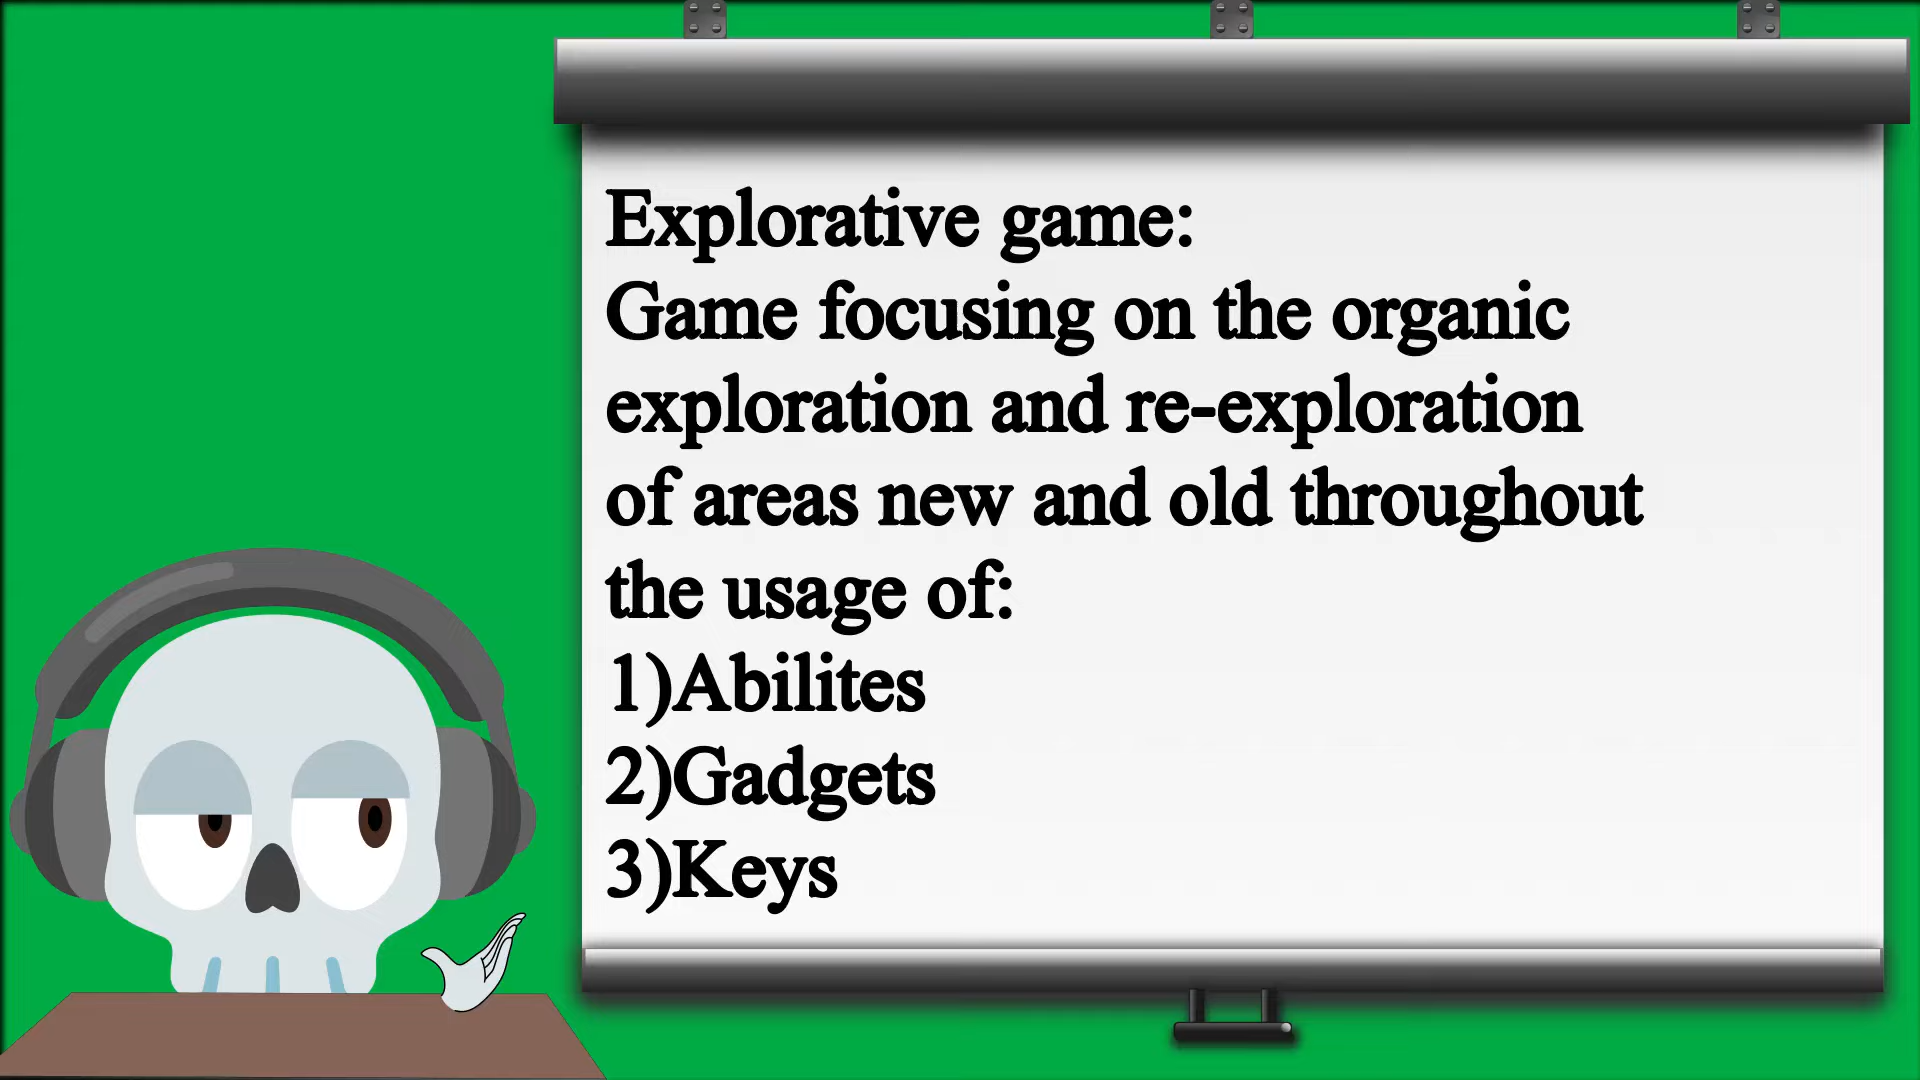 Explorative game:
Game focusing on the organic
exploration and re-exploration
of areas new and old throughout
the usage of:
1)Abilites
2)Gadgets
3)Keys